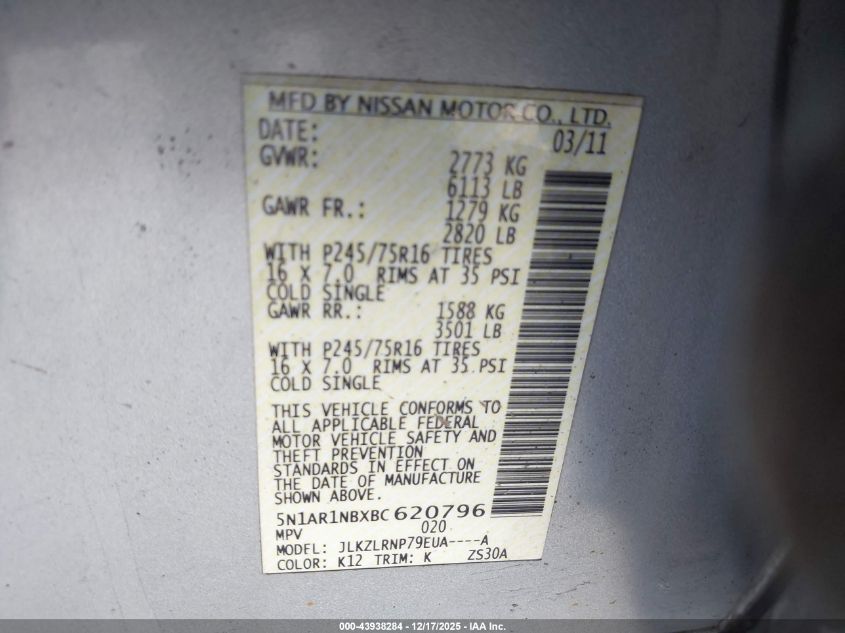 MFD BY NISSAN MOTOR CO., LTD.
DATE: 03/11
GVWR: 2773 KG
6113 LB
GAWR FR.: 1279 KG
2820 LB
WITH P245/75R16 TIRES
16 X 7.0 RIMS AT 35 PSI
COLD SINGLE
GAWR RR.: 1588 KG
3501 LB
WITH P245/75R16 TIRES
16 X 7.0 RIMS AT 35 PSI
COLD SINGLE
THIS VEHICLE CONFORMS TO
ALL APPLICABLE FEDERAL
MOTOR VEHICLE SAFETY AND
THEFT PREVENTION
STANDARDS IN EFFECT ON
THE DATE OF MANUFACTURE
SHOWN ABOVE.
5N1AR1NBXBC 620796
MPV 020
MODEL: JLKZLRNP79EUA----A
COLOR: K12 TRIM: K ZS30A
000-43938284 - 12/17/2025 - IAA Inc.